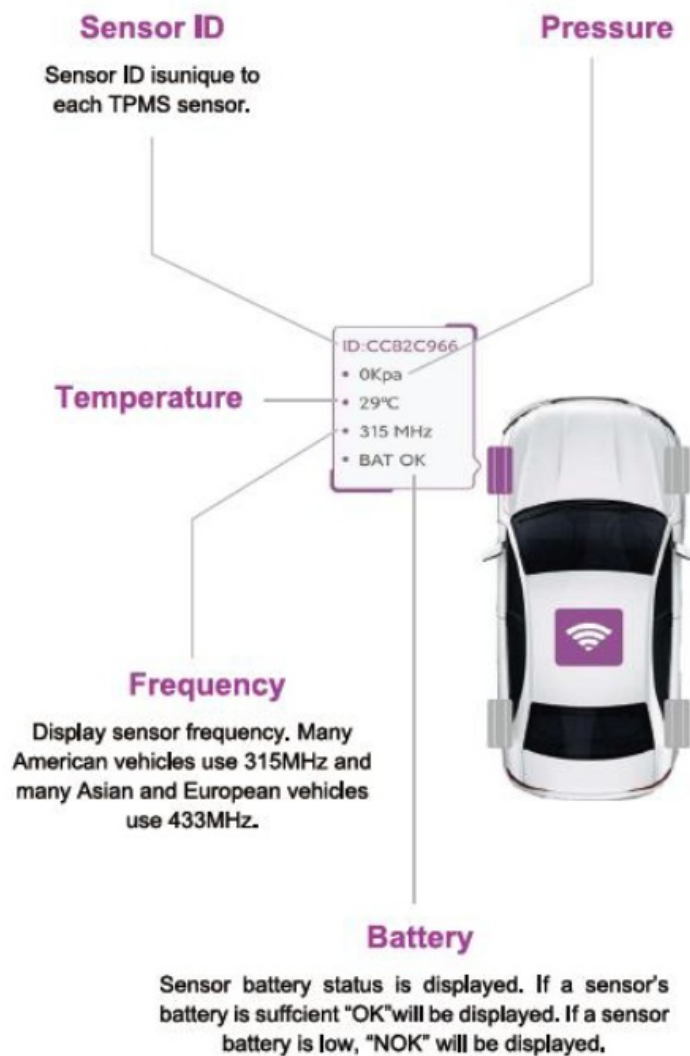 Sensor ID
Sensor ID isunique to
each TPMS sensor.
Pressure
ID:CC82C966
• 0Kpa
• 29°C
• 315 MHz
• BAT OK
Temperature
Frequency
Display sensor frequency. Many
American vehicles use 315MHz and
many Asian and European vehicles
use 433MHz.
Battery
Sensor battery status is displayed. If a sensor's
battery is suffcient “OK”will be displayed. If a sensor
battery is low, “NOK” will be displayed.